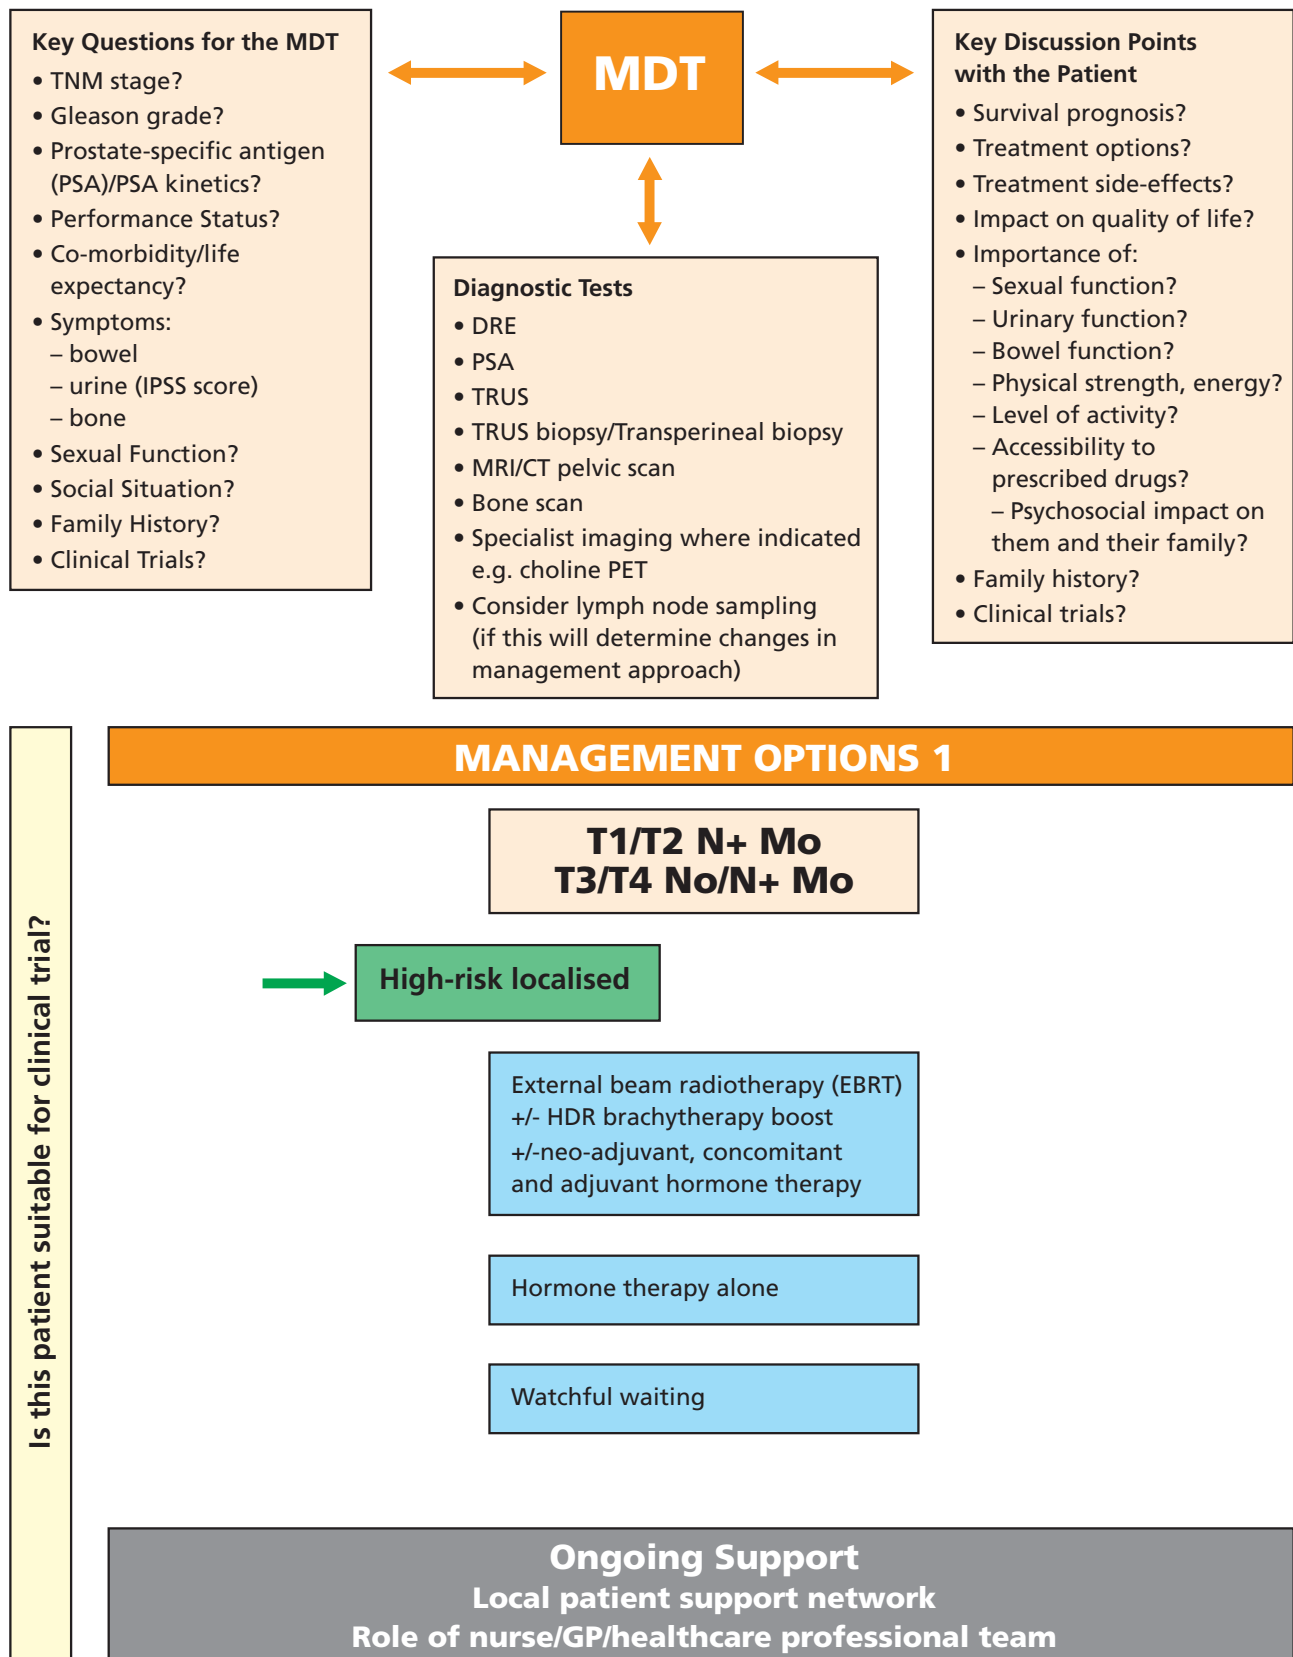 Key Questions for the MDT
• TNM stage?
• Gleason grade?
• Prostate-specific antigen
(PSA)/PSA kinetics?
• Performance Status?
• Co-morbidity/life
expectancy?
• Symptoms:
– bowel
– urine (IPSS score)
– bone
• Sexual Function?
• Social Situation?
• Family History?
• Clinical Trials?
MDT
Key Discussion Points
with the Patient
• Survival prognosis?
• Treatment options?
• Treatment side-effects?
• Impact on quality of life?
• Importance of:
– Sexual function?
– Urinary function?
– Bowel function?
– Physical strength, energy?
– Level of activity?
– Accessibility to
prescribed drugs?
– Psychosocial impact on
them and their family?
• Family history?
• Clinical trials?
Diagnostic Tests
• DRE
• PSA
• TRUS
• TRUS biopsy/Transperineal biopsy
• MRI/CT pelvic scan
• Bone scan
• Specialist imaging where indicated
e.g. choline PET
• Consider lymph node sampling
(if this will determine changes in
management approach)
Is this patient suitable for clinical trial?
MANAGEMENT OPTIONS 1
T1/T2 N+ Mo
T3/T4 No/N+ Mo
High-risk localised
External beam radiotherapy (EBRT)
+/- HDR brachytherapy boost
+/-neo-adjuvant, concomitant
and adjuvant hormone therapy
Hormone therapy alone
Watchful waiting
Ongoing Support
Local patient support network
Role of nurse/GP/healthcare professional team